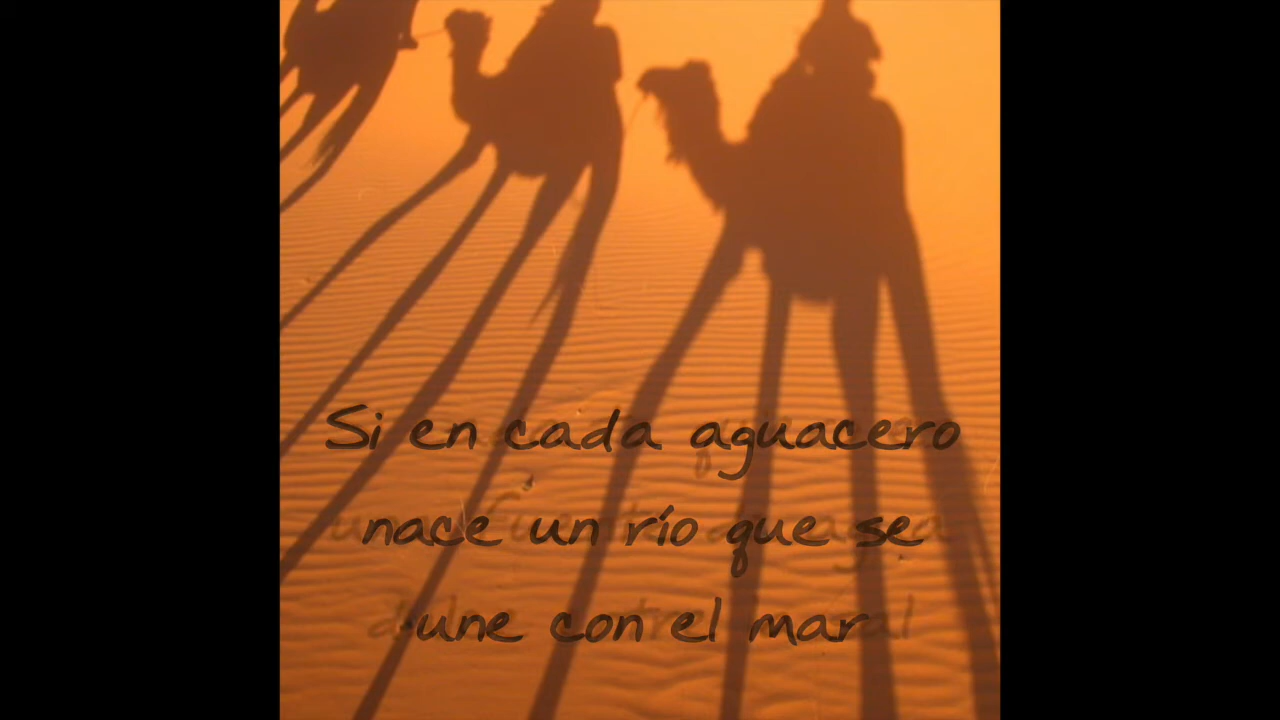 Si en cada aguacero
nace un río que se
une con el mar